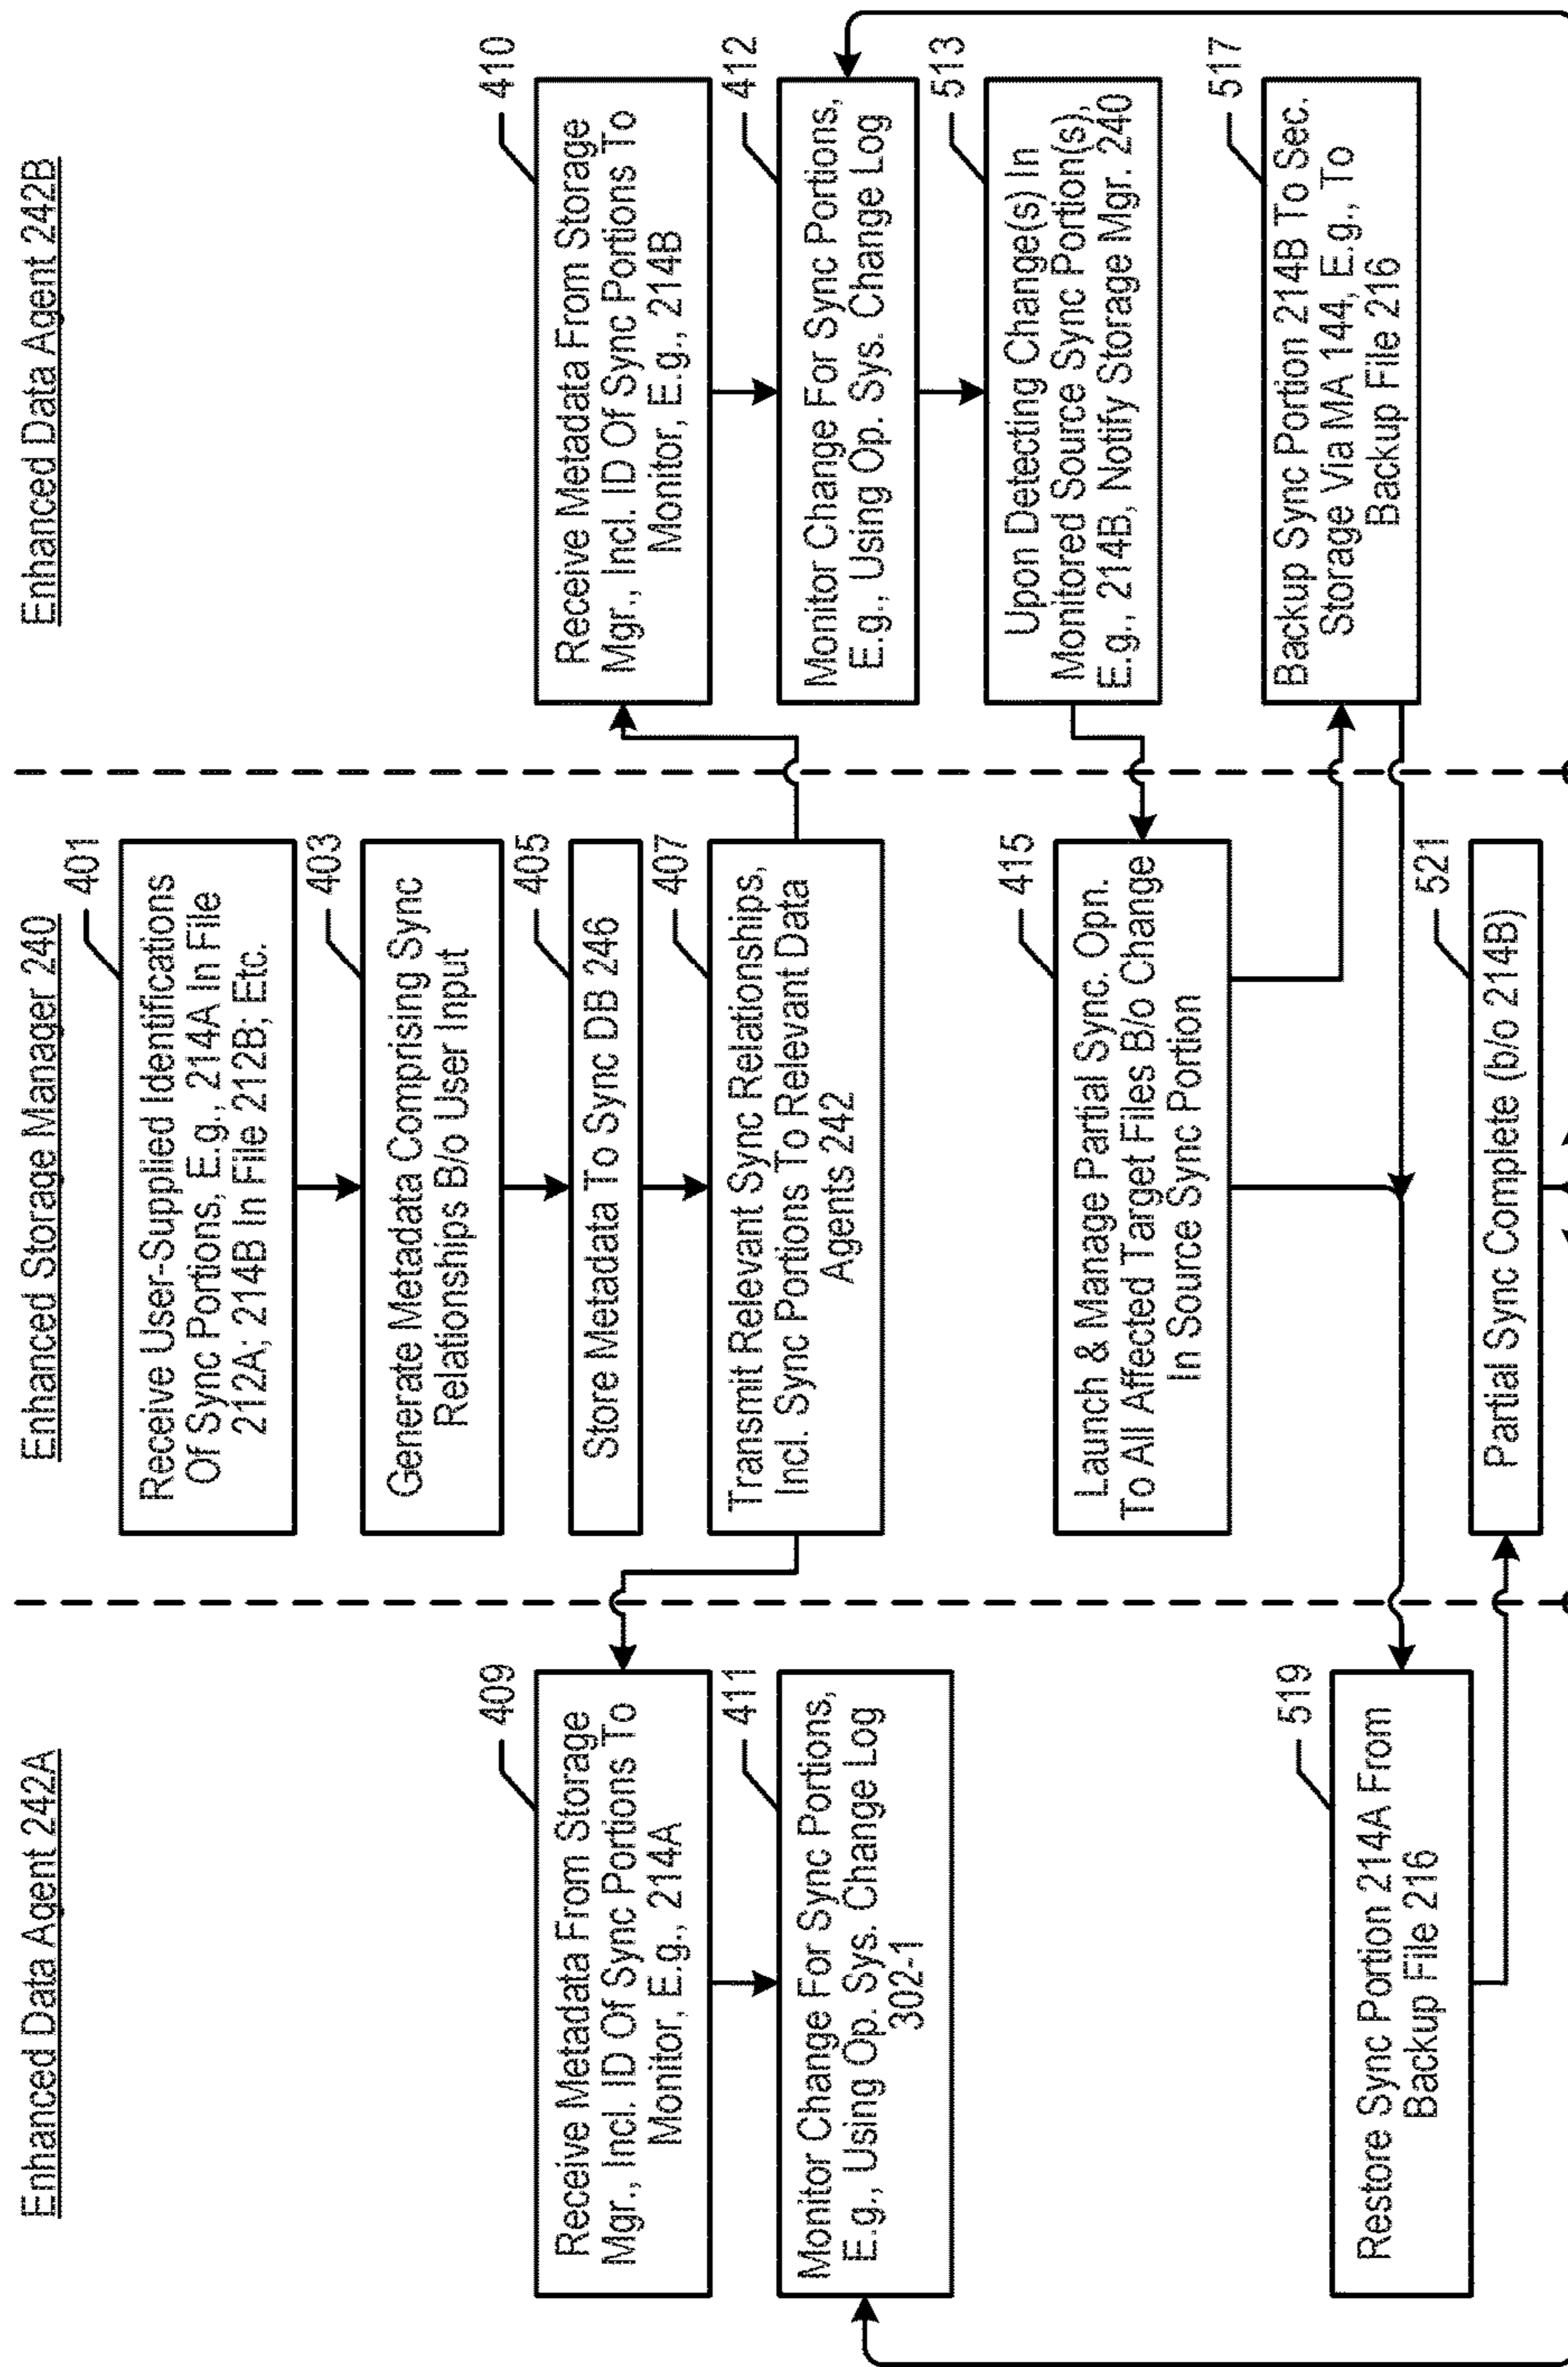 Enhanced Data Agent 242A
409
Receive Metadata From Storage
Mgr., Incl. ID Of Sync Portions To
Monitor, E.g., 214A
411
Monitor Change For Sync Portions,
E.g., Using Op. Sys. Change Log
302-1
519
Restore Sync Portion 214A From
Backup File 216
Enhanced Storage Manager 240
401
Receive User-Supplied Identifications
Of Sync Portions, E.g., 214A In File
212A; 214B In File 212B; Etc.
403
Generate Metadata Comprising Sync
Relationships B/o User Input
405
Store Metadata To Sync DB 246
407
Transmit Relevant Sync Relationships,
Incl. Sync Portions To Relevant Data
Agents 242
415
Launch & Manage Partial Sync. Opn.
To All Affected Target Files B/o Change
In Source Sync Portion
521
Partial Sync Complete (b/o 214B)
Enhanced Data Agent 242B
410
Receive Metadata From Storage
Mgr., Incl. ID Of Sync Portions To
Monitor, E.g., 214B
412
Monitor Change For Sync Portions,
E.g., Using Op. Sys. Change Log
513
Upon Detecting Change(s) In
Monitored Source Sync Portion(s),
E.g., 214B, Notify Storage Mgr. 240
517
Backup Sync Portion 214B To Sec.
Storage Via MA 144, E.g., To
Backup File 216